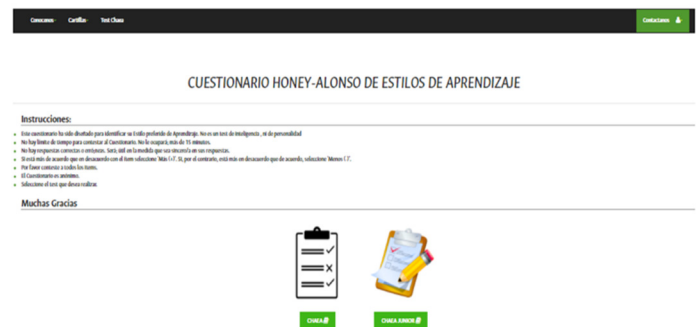 Conocanos Cartillas Test Chaea Contactanos
CUESTIONARIO HONEY-ALONSO DE ESTILOS DE APRENDIZAJE
Instrucciones:
Este cuestionario ha sido diseñado para identificar su Estilo preferido de Aprendizaje. No es un test de inteligencia , ni de personalidad
No hay límite de tiempo para contestar al Cuestionario. No le ocupará más de 15 minutos.
No hay respuestas correctas o erróneas. Será útil en la medida que sea sincero/a en sus respuestas.
Si está más de acuerdo que en desacuerdo con el ítem seleccione 'Más (+)'. Si, por el contrario, está más en desacuerdo que de acuerdo, seleccione 'Menos (-)'.
Por favor conteste a todos los ítems.
El Cuestionario es anónimo.
Seleccione el test que desea realizar.
Muchas Gracias
CHAEA CHAEA JUNIOR